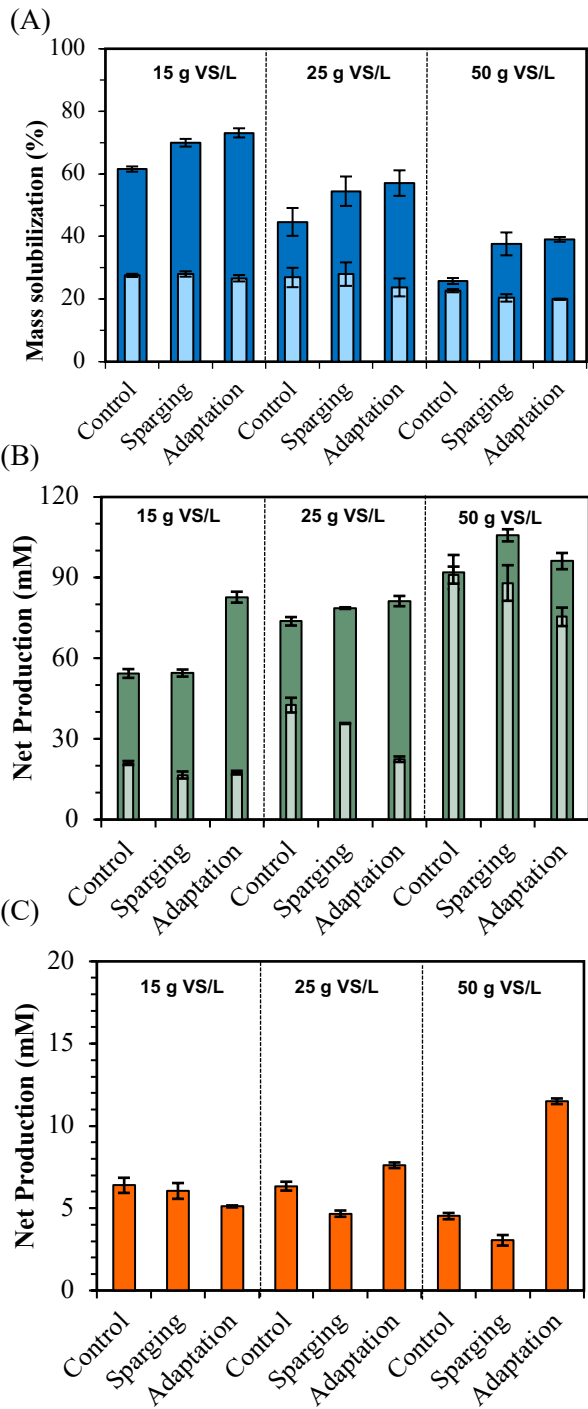 (A)
Mass solubilization (%)
100
80
60
40
20
0
15 g VS/L
25 g VS/L
50 g VS/L
Control
Sparging
Adaptation
Control
Sparging
Adaptation
Control
Sparging
Adaptation
(B)
Net Production (mM)
120
90
60
30
0
15 g VS/L
25 g VS/L
50 g VS/L
Control
Sparging
Adaptation
Control
Sparging
Adaptation
Control
Sparging
Adaptation
(C)
Net Production (mM)
20
15
10
5
0
15 g VS/L
25 g VS/L
50 g VS/L
Control
Sparging
Adaptation
Control
Sparging
Adaptation
Control
Sparging
Adaptation